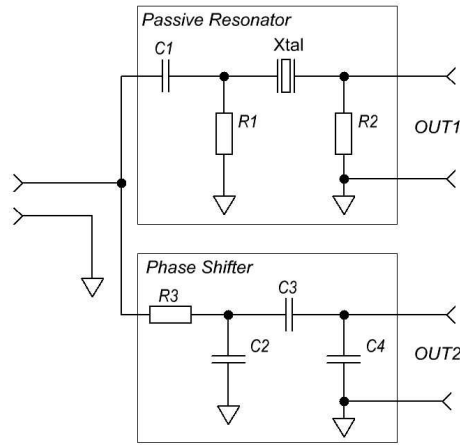 Passive Resonator
C1
Xtal
R1
R2
OUT1
Phase Shifter
R3
C3
C2
C4
OUT2